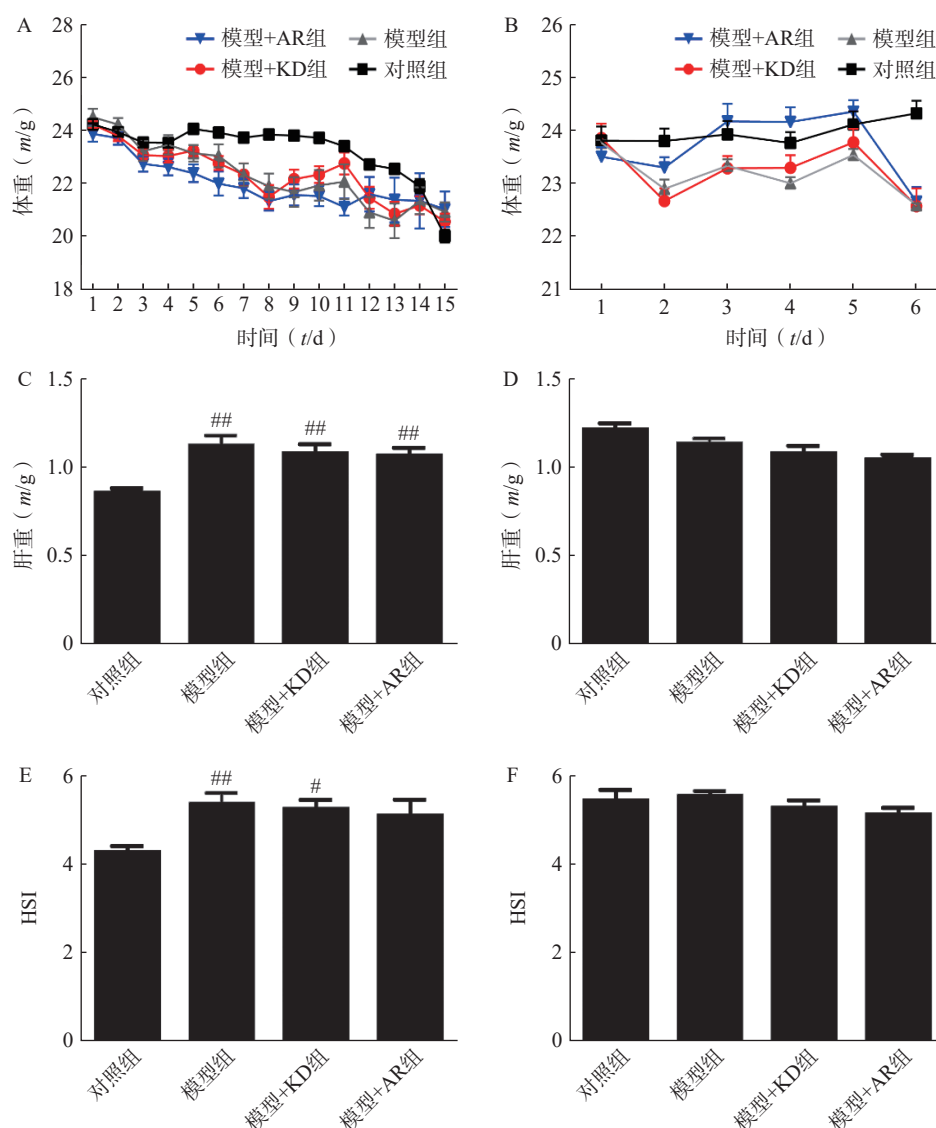 A
模型+AR组
模型组
模型+KD组
对照组
28
26
24
22
20
18
体重（m/g）
1 2 3 4 5 6 7 8 9 10 11 12 13 14 15
时间（t/d）
B
模型+AR组
模型组
模型+KD组
对照组
26
25
24
23
22
21
体重（m/g）
1 2 3 4 5 6
时间（t/d）
C
1.5
1.0
0.5
0
肝重（m/g）
## ## ##
对照组 模型组 模型+KD组 模型+AR组
D
1.5
1.0
0.5
0
肝重（m/g）
对照组 模型组 模型+KD组 模型+AR组
E
6
4
2
0
HSI
## #
对照组 模型组 模型+KD组 模型+AR组
F
6
4
2
0
HSI
对照组 模型组 模型+KD组 模型+AR组